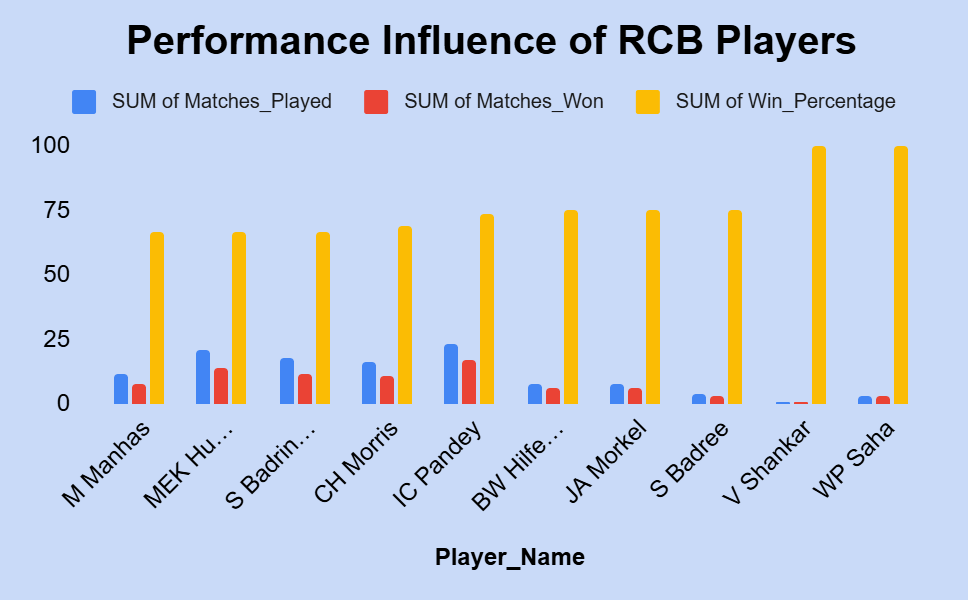 Performance Influence of RCB Players
SUM of Matches_Played SUM of Matches_Won SUM of Win_Percentage
100
75
50
25
0
M Manhas
MEK Hu…
S Badrin…
CH Morris
IC Pandey
BW Hilfe…
JA Morkel
S Badree
V Shankar
WP Saha
Player_Name